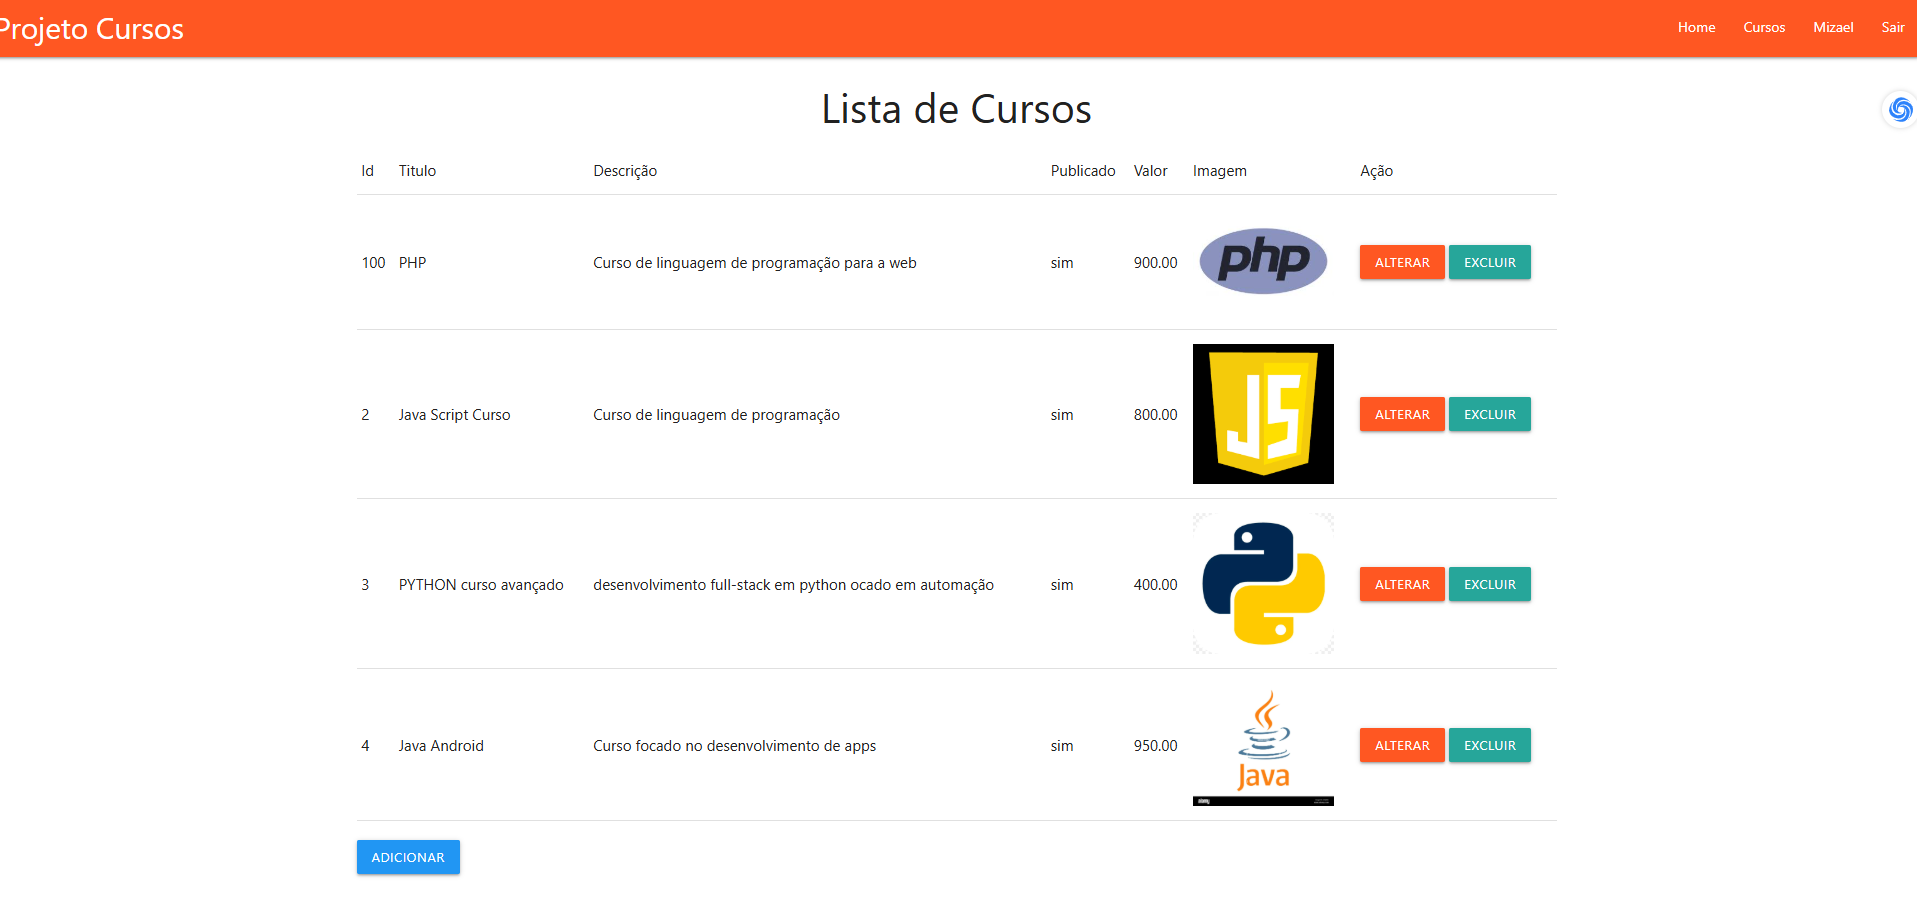 Projeto Cursos
Home Cursos Mizael Sair
Lista de Cursos
Id Titulo Descrição Publicado Valor Imagem Ação
100 PHP Curso de linguagem de programação para a web sim 900.00 php ALTERAR EXCLUIR
2 Java Script Curso Curso de linguagem de programação sim 800.00 JS ALTERAR EXCLUIR
3 PYTHON curso avançado desenvolvimento full-stack em python ocado em automação sim 400.00 ALTERAR EXCLUIR
4 Java Android Curso focado no desenvolvimento de apps sim 950.00 Java ALTERAR EXCLUIR
ADICIONAR